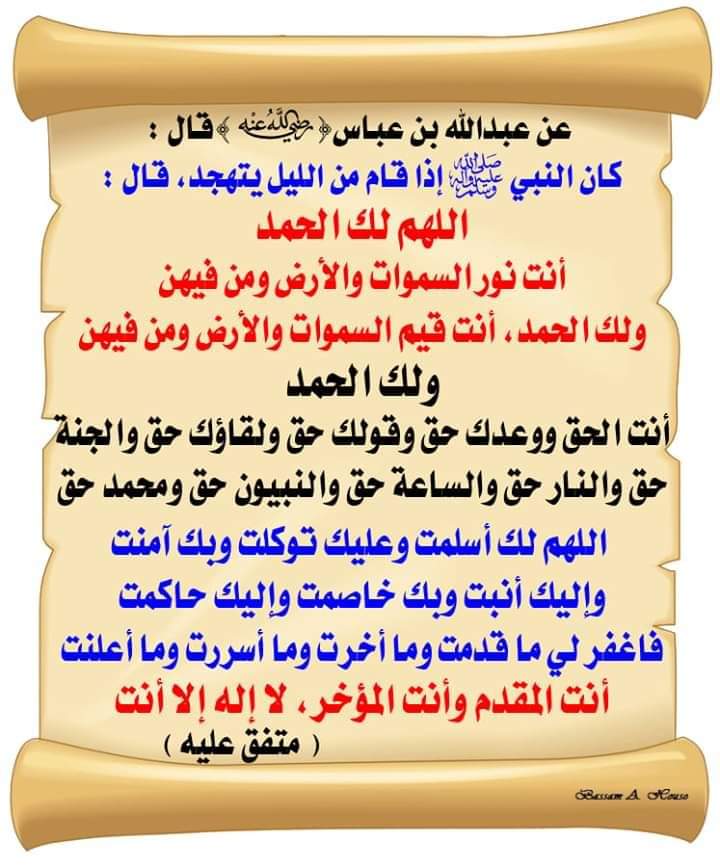 عن عبدالله بن عباس ﴿رضي الله عنه﴾ قال :
كان النبي ﷺ إذا قام من الليل يتهجد، قال :
اللهم لك الحمد
أنت نور السموات والأرض ومن فيهن
ولك الحمد، أنت قيم السموات والأرض ومن فيهن
ولك الحمد
أنت الحق ووعدك حق وقولك حق ولقاؤك حق والجنة
حق والنار حق والساعة حق والنبيون حق ومحمد حق
اللهم لك أسلمت وعليك توكلت وبك آمنت
وإليك أنبت وبك خاصمت وإليك حاكمت
فاغفر لي ما قدمت وما أخرت وما أسررت وما أعلنت
أنت المقدم وأنت المؤخر، لا إله إلا أنت
( متفق عليه )
Bassam A. Houso